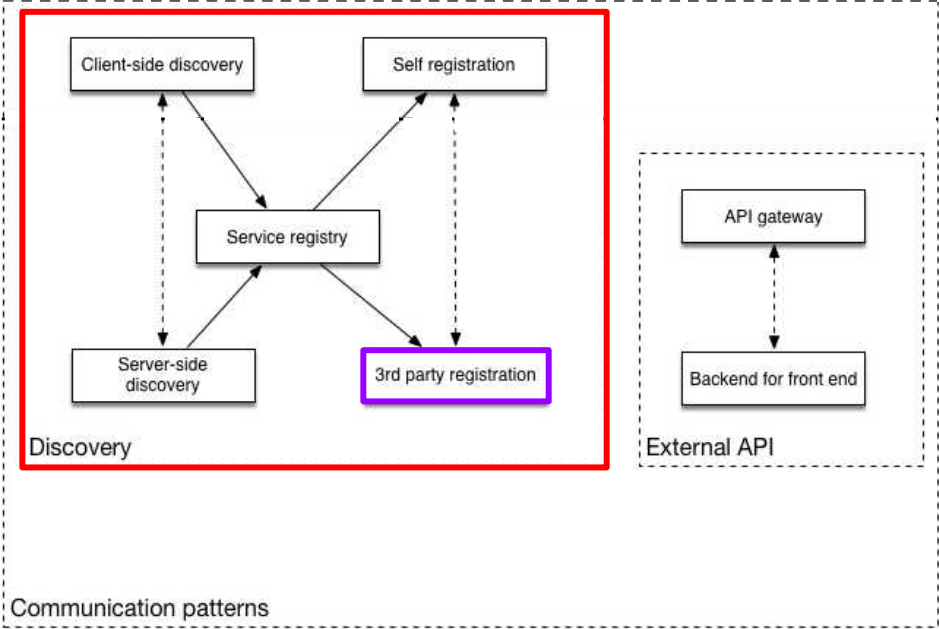 Client-side discovery
Self registration
Service registry
API gateway
Server-side
discovery
3rd party registration
Backend for front end
Discovery
External API
Communication patterns